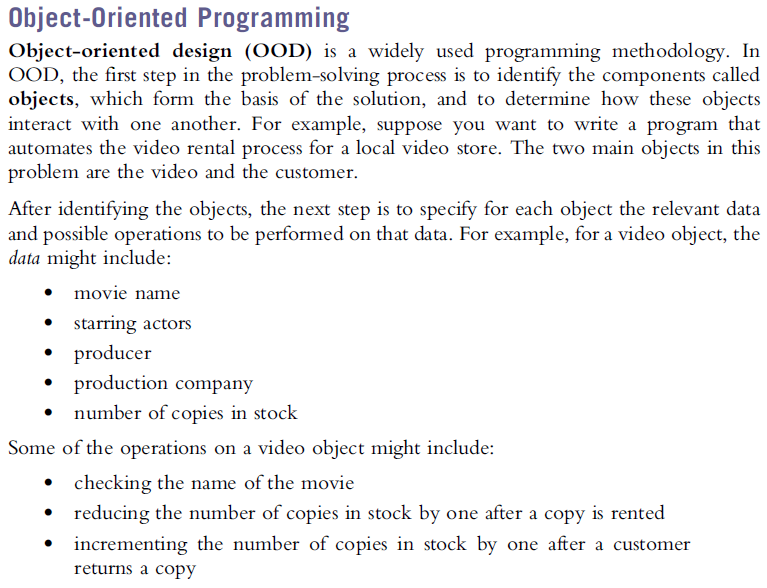 Object-Oriented Programming
Object-oriented design (OOD) is a widely used programming methodology. In
OOD, the first step in the problem-solving process is to identify the components called
objects, which form the basis of the solution, and to determine how these objects
interact with one another. For example, suppose you want to write a program that
automates the video rental process for a local video store. The two main objects in this
problem are the video and the customer.
After identifying the objects, the next step is to specify for each object the relevant data
and possible operations to be performed on that data. For example, for a video object, the
data might include:
• movie name
• starring actors
• producer
• production company
• number of copies in stock
Some of the operations on a video object might include:
• checking the name of the movie
• reducing the number of copies in stock by one after a copy is rented
• incrementing the number of copies in stock by one after a customer
returns a copy